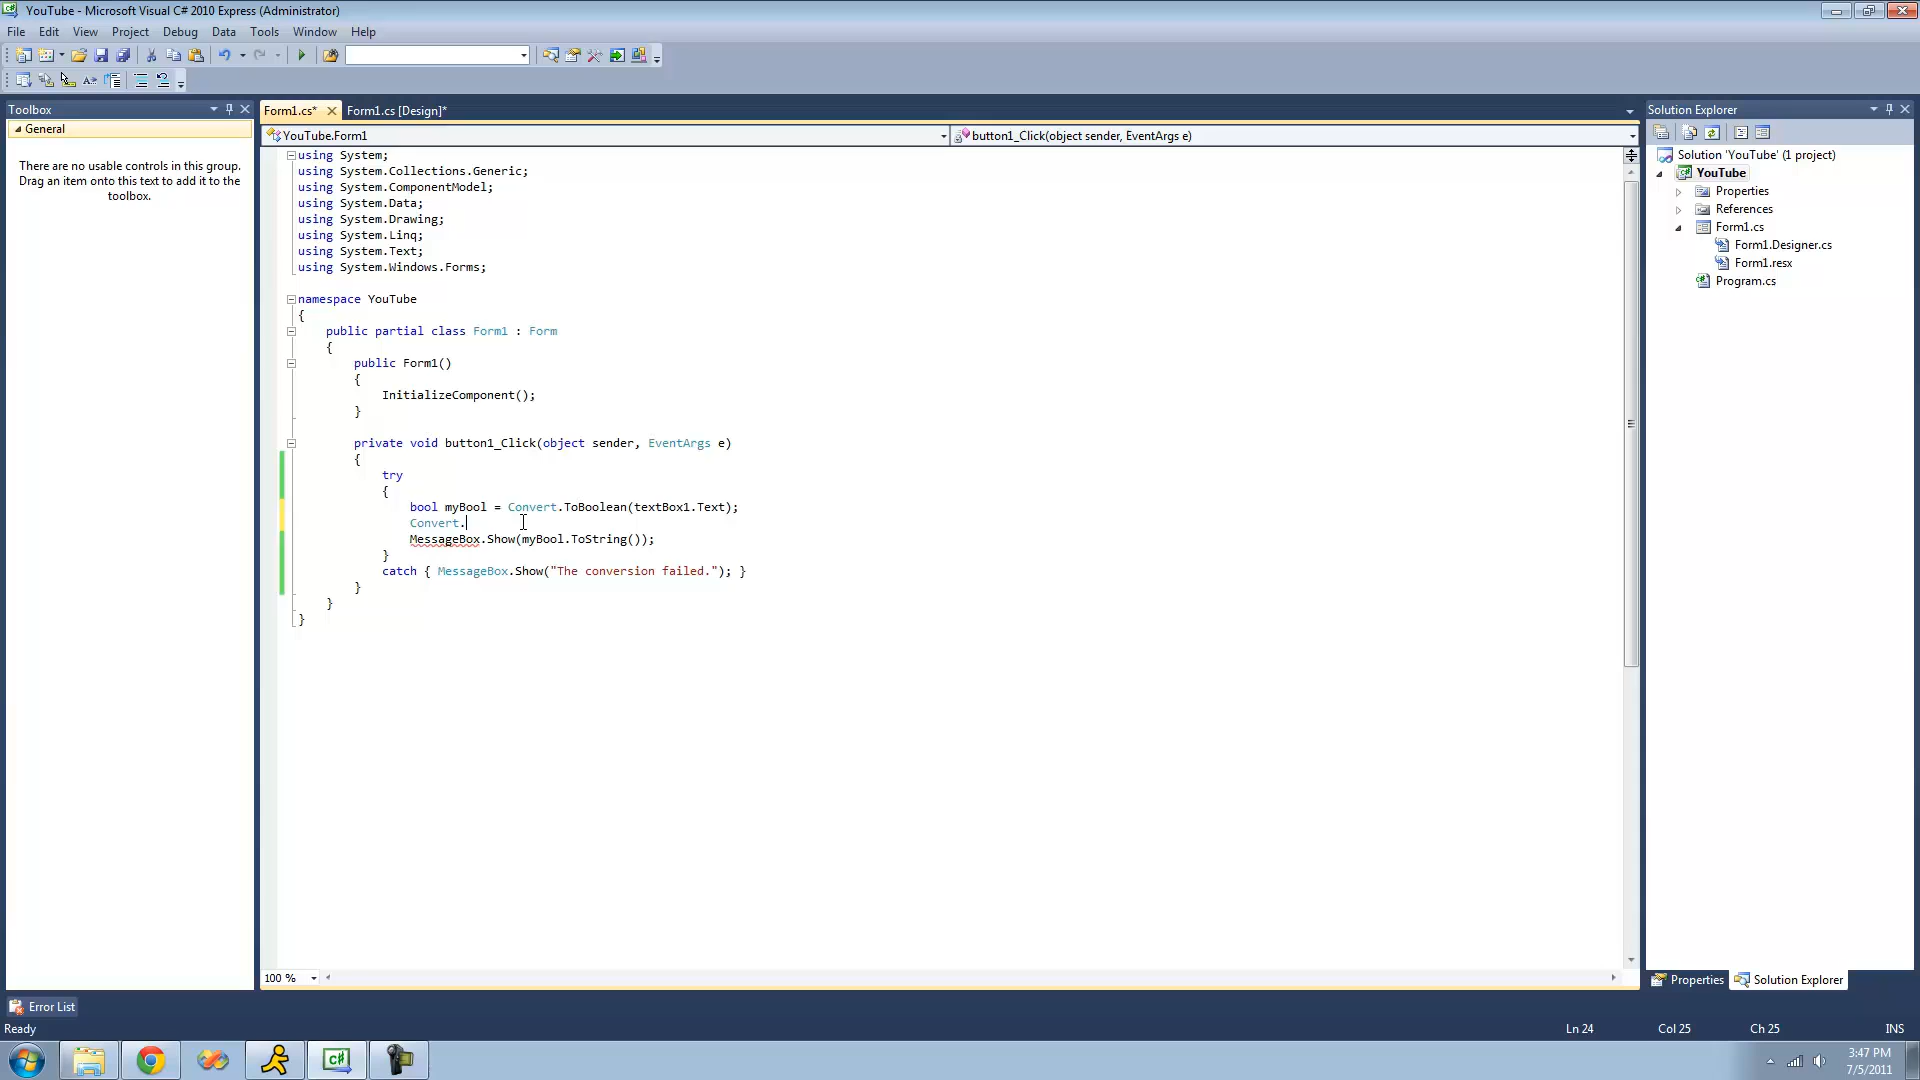 YouTube - Microsoft Visual C# 2010 Express (Administrator)
File Edit View Project Debug Data Tools Window Help
Toolbox
General
There are no usable controls in this group.
Drag an item onto this text to add it to the
toolbox.
Form1.cs* Form1.cs [Design]*
YouTube.Form1 button1_Click(object sender, EventArgs e)
using System;
using System.Collections.Generic;
using System.ComponentModel;
using System.Data;
using System.Drawing;
using System.Linq;
using System.Text;
using System.Windows.Forms;
namespace YouTube
{
public partial class Form1 : Form
{
public Form1()
{
InitializeComponent();
}
private void button1_Click(object sender, EventArgs e)
{
try
{
bool myBool = Convert.ToBoolean(textBox1.Text);
Convert.
MessageBox.Show(myBool.ToString());
}
catch { MessageBox.Show("The conversion failed."); }
}
}
}
100 %
Solution Explorer
Solution 'YouTube' (1 project)
YouTube
Properties
References
Form1.cs
Form1.Designer.cs
Form1.resx
Program.cs
Properties Solution Explorer
Error List
Ready Ln 24 Col 25 Ch 25 INS
C#
3:47 PM
7/5/2011